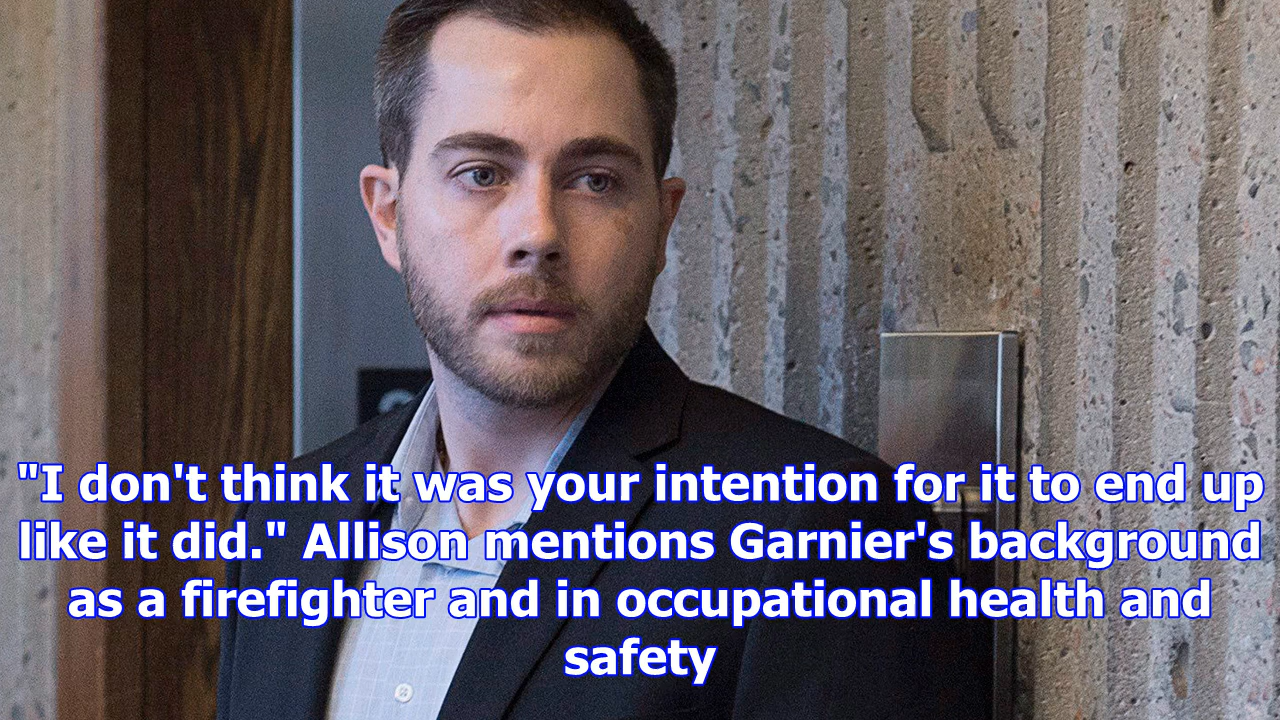 "I don't think it was your intention for it to end up
like it did." Allison mentions Garnier's background
as a firefighter and in occupational health and
safety